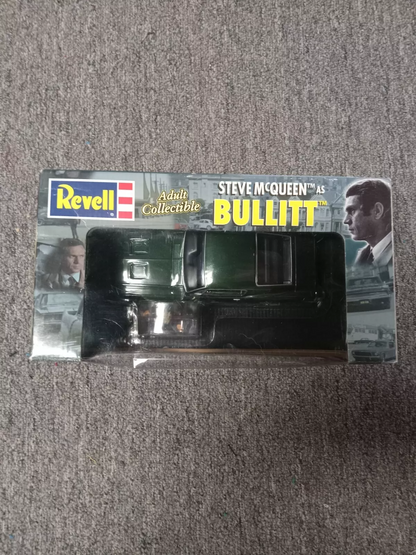 Revell
Adult
Collectible
STEVE McQUEEN™ AS
BULLITT™